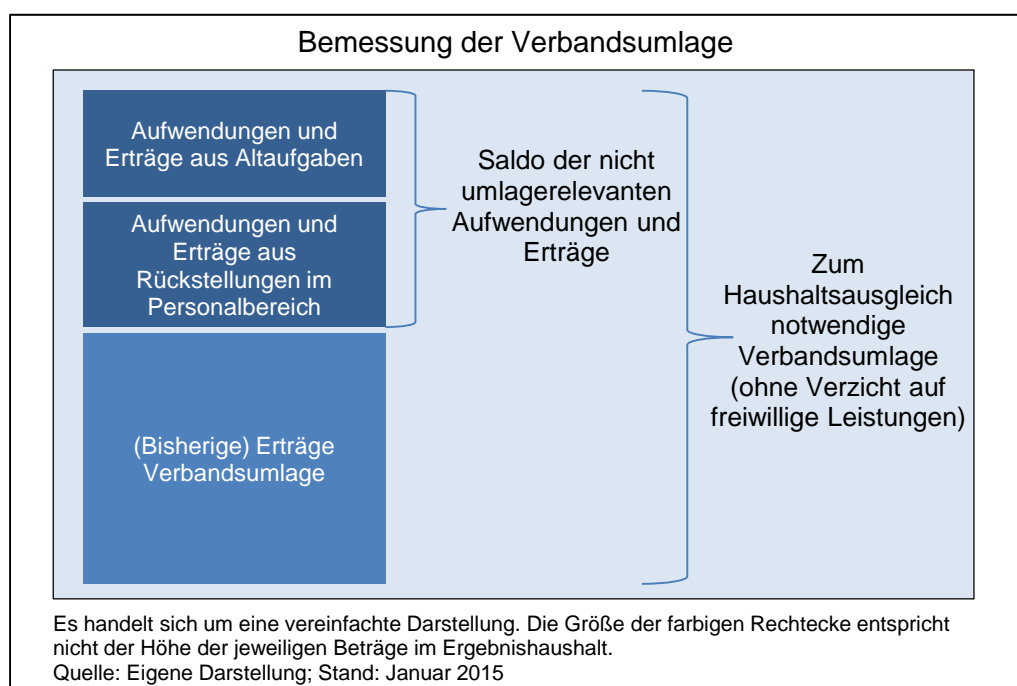 Bemessung der Verbandsumlage
Aufwendungen und
Erträge aus Altaufgaben
Aufwendungen und
Erträge aus
Rückstellungen im
Personalbereich
(Bisherige) Erträge
Verbandsumlage
Saldo der nicht
umlagerelevanten
Aufwendungen und
Erträge
Zum
Haushaltsausgleich
notwendige
Verbandsumlage
(ohne Verzicht auf
freiwillige Leistungen)
Es handelt sich um eine vereinfachte Darstellung. Die Größe der farbigen Rechtecke entspricht
nicht der Höhe der jeweiligen Beträge im Ergebnishaushalt.
Quelle: Eigene Darstellung; Stand: Januar 2015